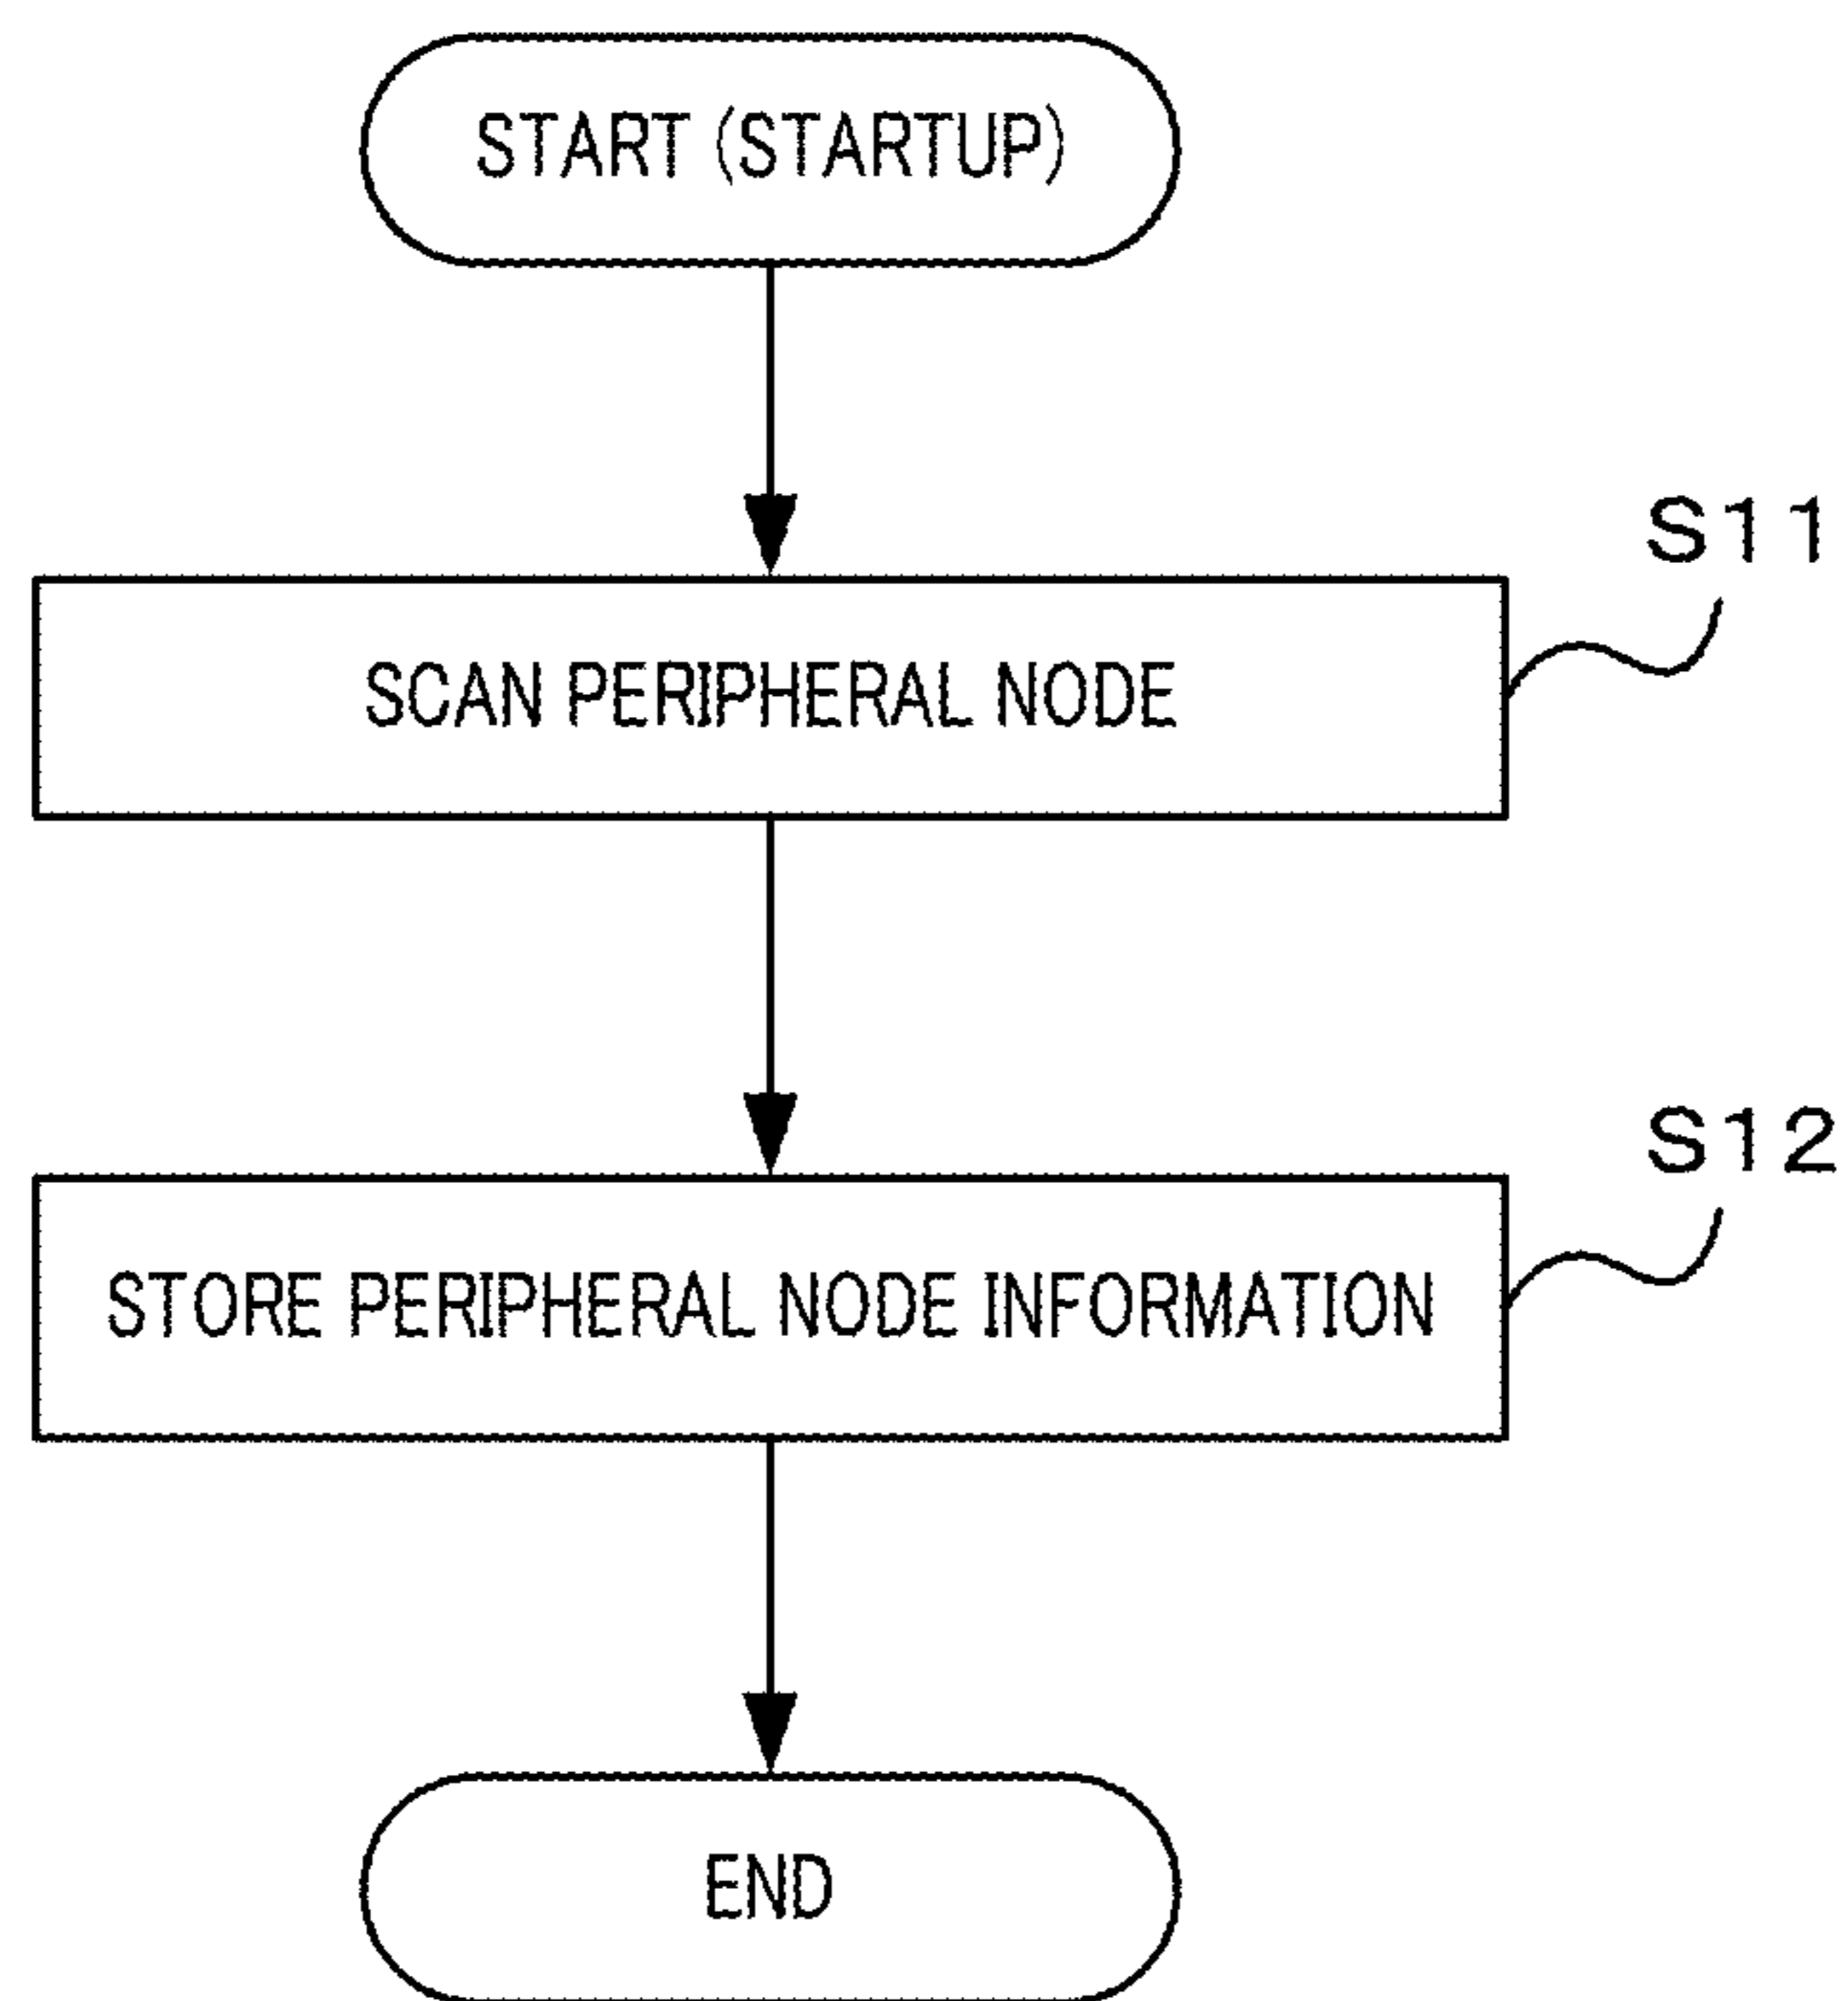 START (STARTUP)
S11
SCAN PERIPHERAL NODE
S12
STORE PERIPHERAL NODE INFORMATION
END